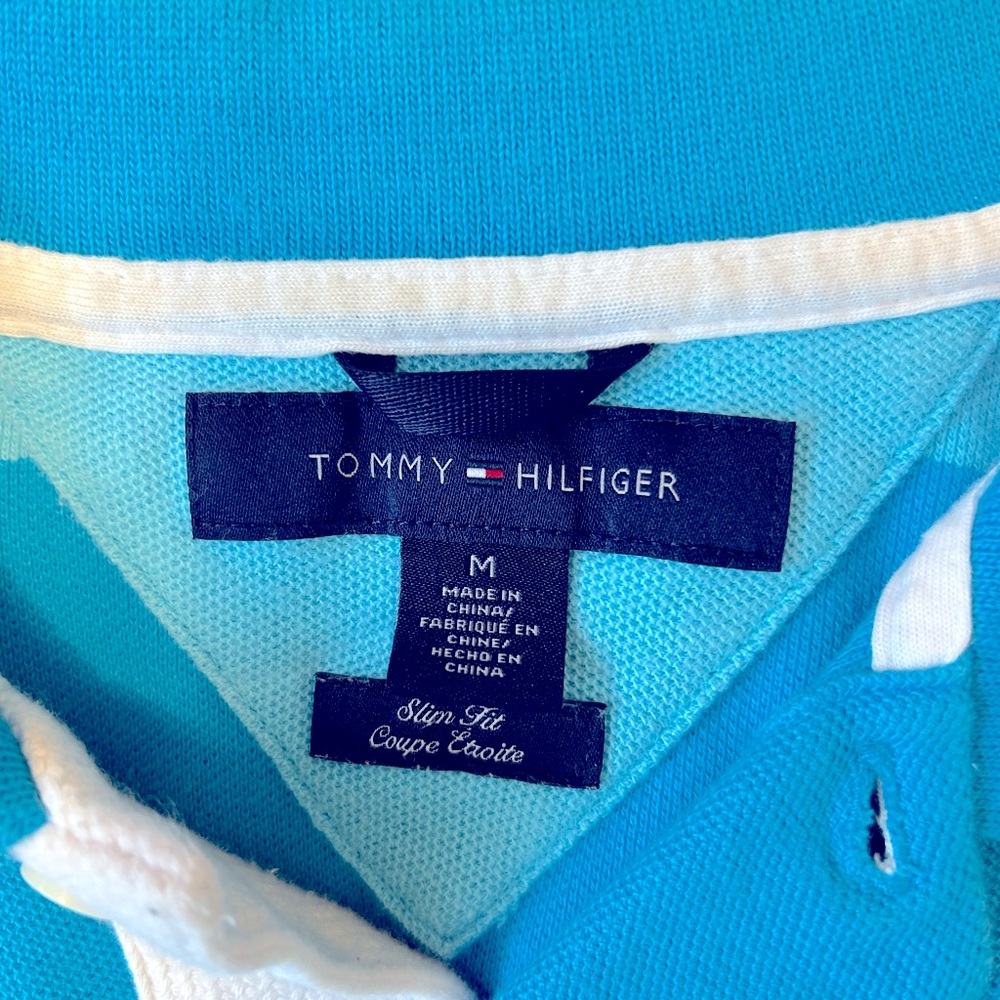 TOMMY HILFIGER
M
MADE IN
CHINA/
FABRIQUÉ EN
CHINE/
HECHO EN
CHINA
Slim Fit
Coupe Étroite